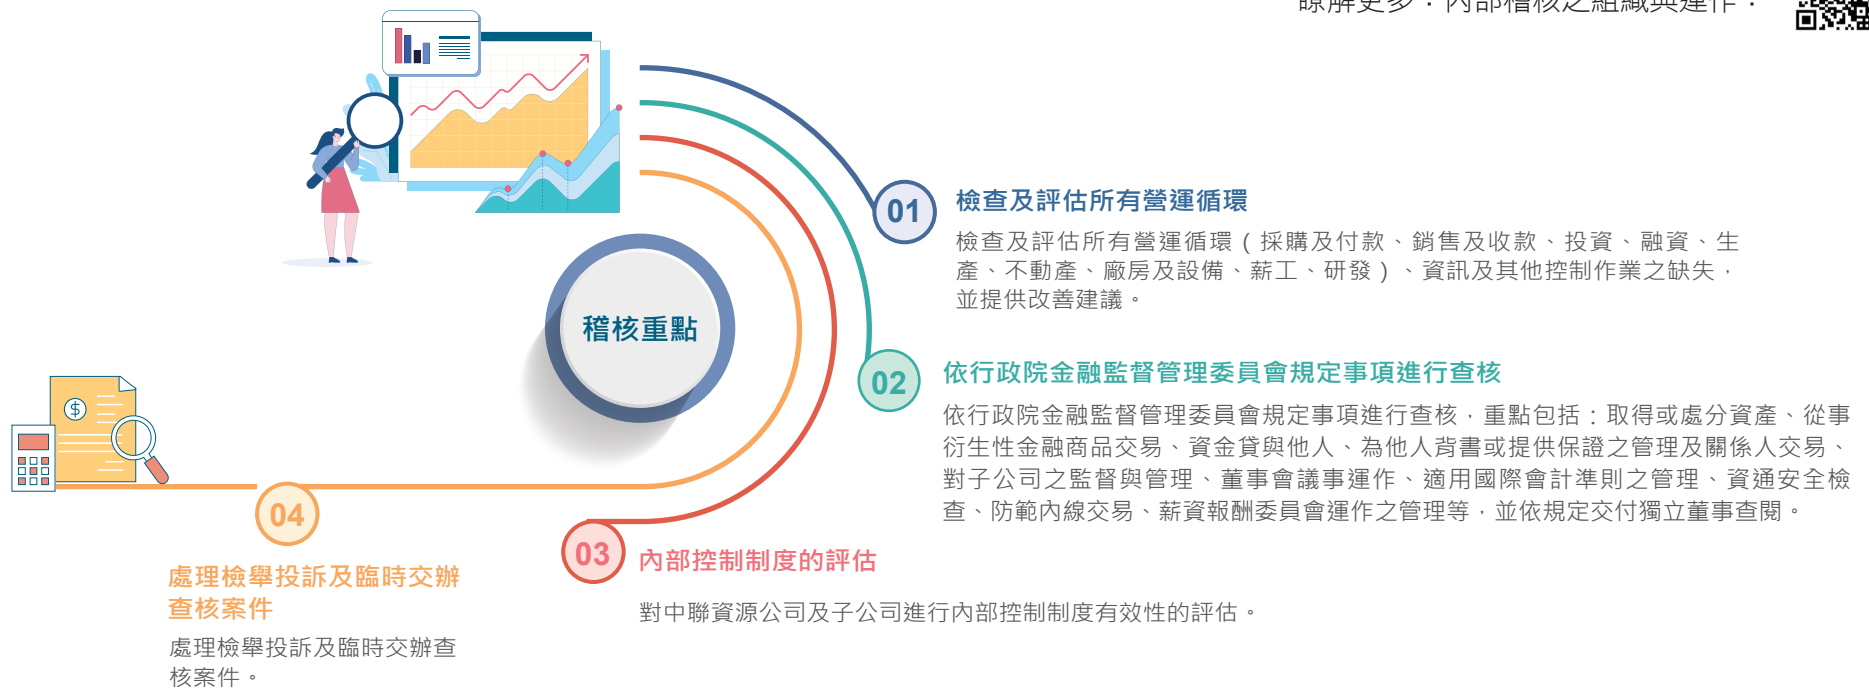 瞭解更多：內部稽核之組織與運作：
01
檢查及評估所有營運循環
檢查及評估所有營運循環（採購及付款、銷售及收款、投資、融資、生
產、不動產、廠房及設備、薪工、研發）、資訊及其他控制作業之缺失，
並提供改善建議。
稽核重點
02
依行政院金融監督管理委員會規定事項進行查核
依行政院金融監督管理委員會規定事項進行查核，重點包括：取得或處分資產、從事
衍生性金融商品交易、資金貸與他人、為他人背書或提供保證之管理及關係人交易、
對子公司之監督與管理、董事會議事運作、適用國際會計準則之管理、資通安全檢
查、防範內線交易、薪資報酬委員會運作之管理等，並依規定交付獨立董事查閱。
03
內部控制制度的評估
對中聯資源公司及子公司進行內部控制制度有效性的評估。
$
04
處理檢舉投訴及臨時交辦
查核案件
處理檢舉投訴及臨時交辦查
核案件。